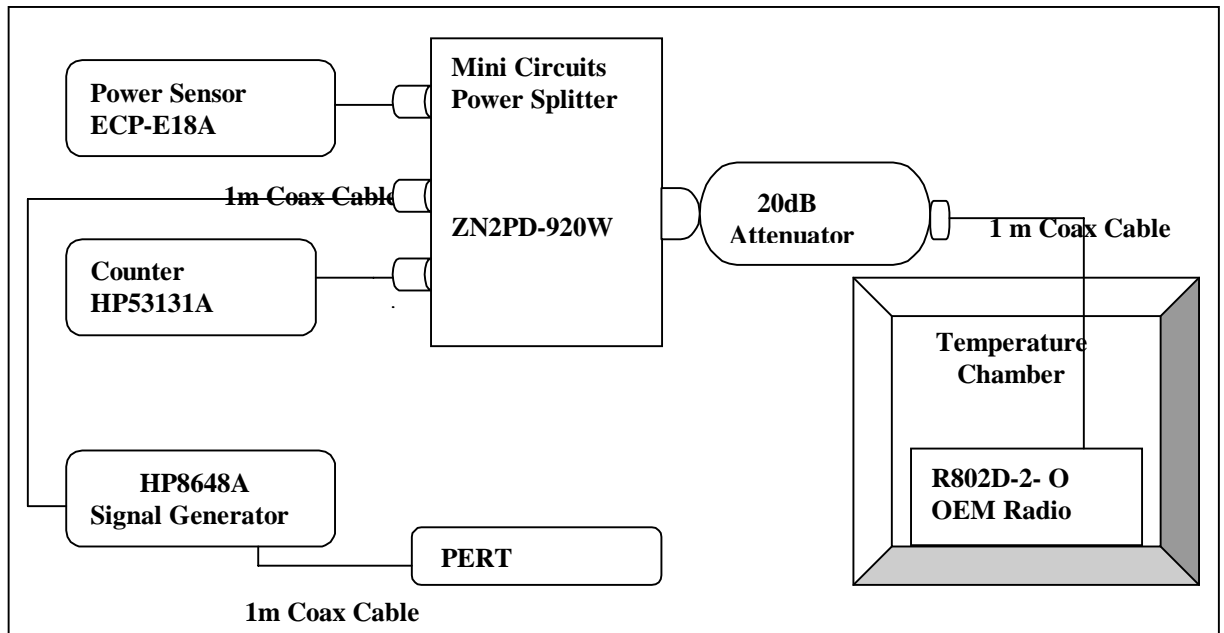 Power Sensor
ECP-E18A
Mini Circuits
Power Splitter
ZN2PD-920W
1m Coax Cable
Counter
HP53131A
20dB
Attenuator
1 m Coax Cable
Temperature
Chamber
R802D-2- O
OEM Radio
HP8648A
Signal Generator
PERT
1m Coax Cable